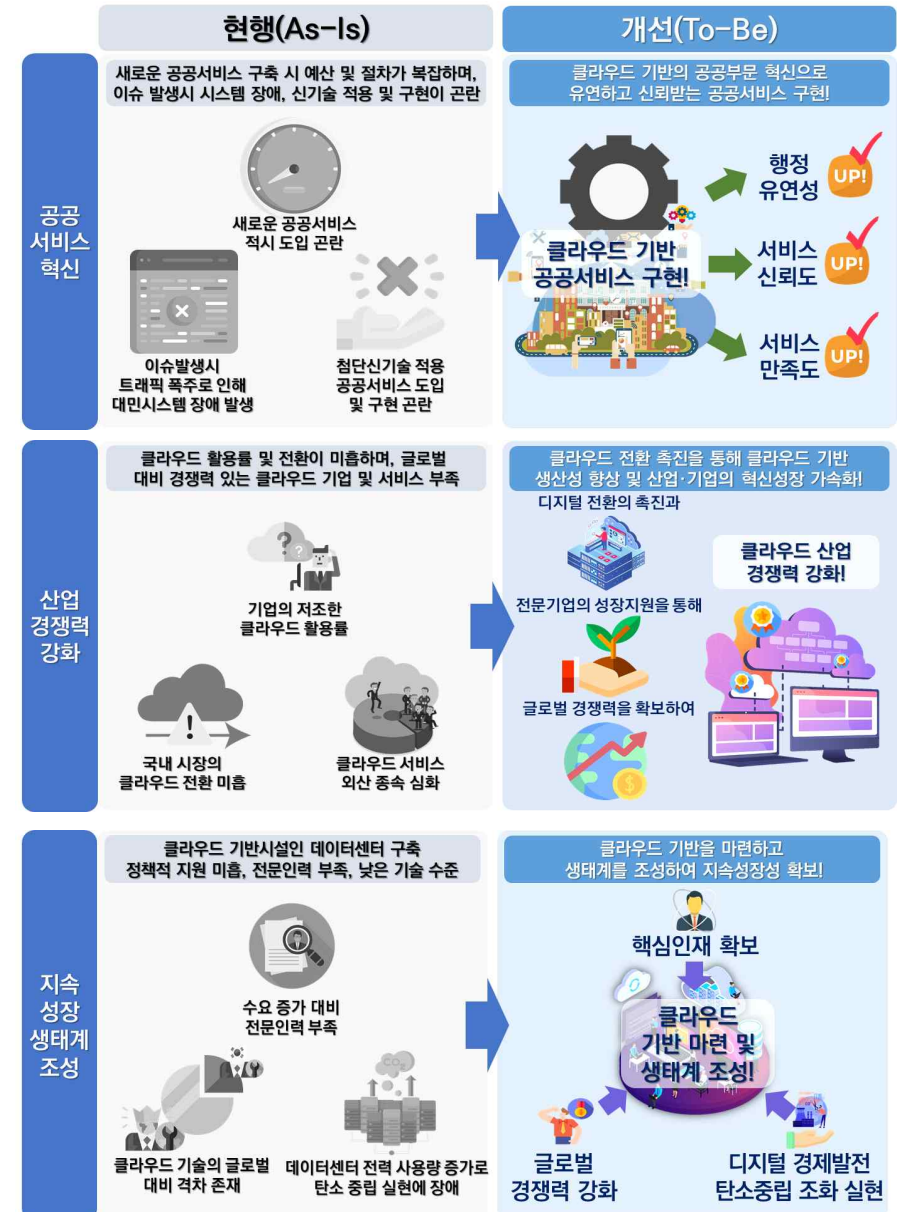 현행(As-Is)
개선(To-Be)
공공
서비스
혁신
새로운 공공서비스 구축 시 예산 및 절차가 복잡하며,
이슈 발생시 시스템 장애, 신기술 적용 및 구현이 곤란
새로운 공공서비스
적시 도입 곤란
이슈발생시
트래픽 폭주로 인해
대민시스템 장애 발생
첨단신기술 적용
공공서비스 도입
및 구현 곤란
클라우드 기반의 공공부문 혁신으로
유연하고 신뢰받는 공공서비스 구현!
클라우드 기반
공공서비스 구현!
행정
유연성
UP!
서비스
신뢰도
UP!
서비스
만족도
UP!
산업
경쟁력
강화
클라우드 활용률 및 전환이 미흡하며, 글로벌
대비 경쟁력 있는 클라우드 기업 및 서비스 부족
기업의 저조한
클라우드 활용률
국내 시장의
클라우드 전환 미흡
클라우드 서비스
외산 종속 심화
클라우드 전환 촉진을 통해 클라우드 기반
생산성 향상 및 산업·기업의 혁신성장 가속화!
디지털 전환의 촉진과
전문기업의 성장지원을 통해
글로벌 경쟁력을 확보하여
클라우드 산업
경쟁력 강화!
지속
성장
생태계
조성
클라우드 기반시설인 데이터센터 구축
정책적 지원 미흡, 전문인력 부족, 낮은 기술 수준
수요 증가 대비
전문인력 부족
클라우드 기술의 글로벌
대비 격차 존재
CO2
데이터센터 전력 사용량 증가로
탄소 중립 실현에 장애
클라우드 기반을 마련하고
생태계를 조성하여 지속성장성 확보!
핵심인재 확보
클라우드
기반 마련 및
생태계 조성!
글로벌
경쟁력 강화
디지털 경제발전
탄소중립 조화 실현